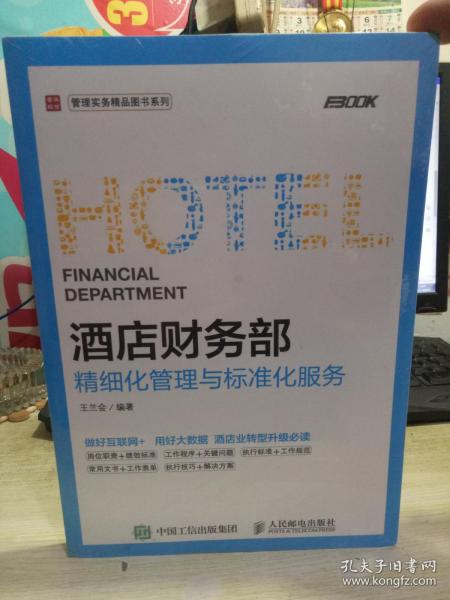 管理实务精品图书系列
EBOOK
HOTEL
FINANCIAL
DEPARTMENT
酒店财务部
精细化管理与标准化服务
王兰会/编著
做好互联网+ 用好大数据 酒店业转型升级必读
岗位职责+绩效标准 工作程序+关键问题 执行标准+工作规范
常用文书+工作表单 执行技巧+解决方案
中国工信出版集团 人民邮电出版社
POSTS & TELECOM PRESS
孔夫子旧书网
www.kongfz.com